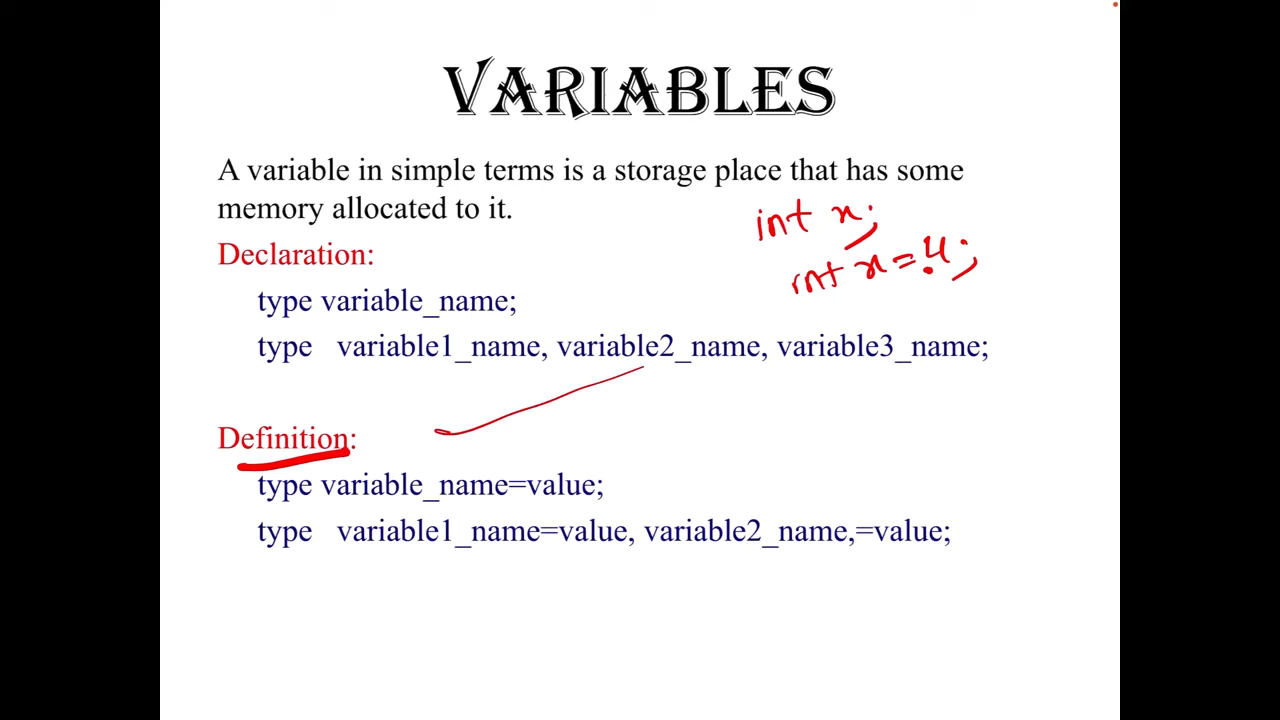 VARIABLES
A variable in simple terms is a storage place that has some
memory allocated to it.
int x;
Declaration:
int x=4;
type variable_name;
type variable1_name, variable2_name, variable3_name;
Definition:
type variable_name=value;
type variable1_name=value, variable2_name,=value;